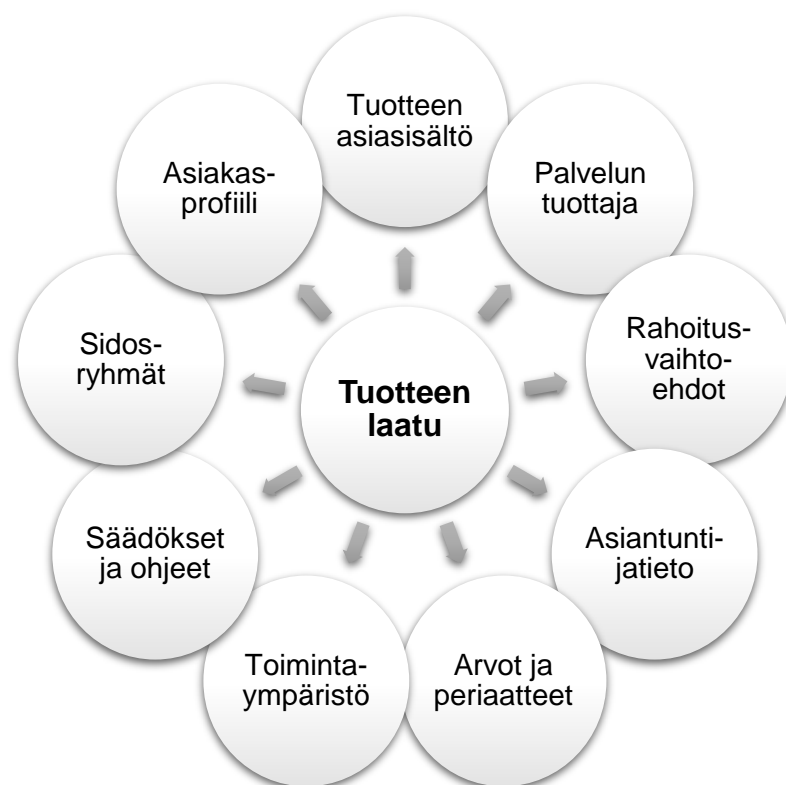 Tuotteen
asiasisältö
Palvelun
tuottaja
Rahoitus-
vaihto-
ehdot
Asiantunti-
jatieto
Arvot ja
periaatteet
Toiminta-
ympäristö
Säädökset
ja ohjeet
Sidos-
ryhmät
Asiakas-
profiili
Tuotteen
laatu